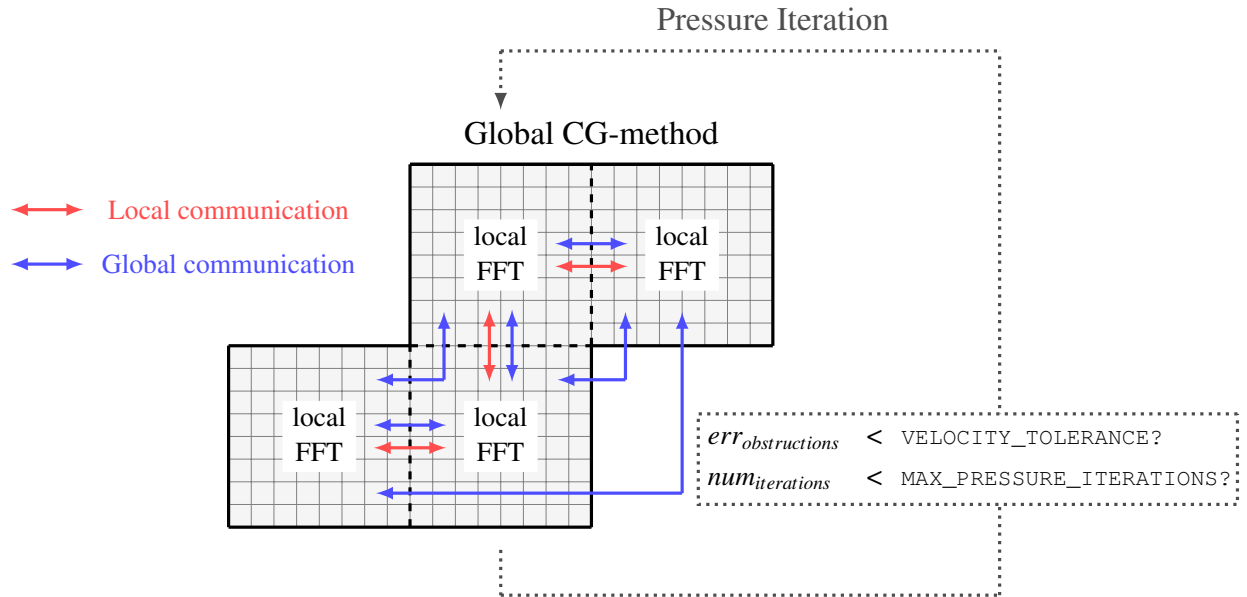 Pressure Iteration
Global CG-method
Local communication
Global communication
local
FFT
local
FFT
local
FFT
local
FFT
err_obstructions < VELOCITY_TOLERANCE?
num_iterations < MAX_PRESSURE_ITERATIONS?